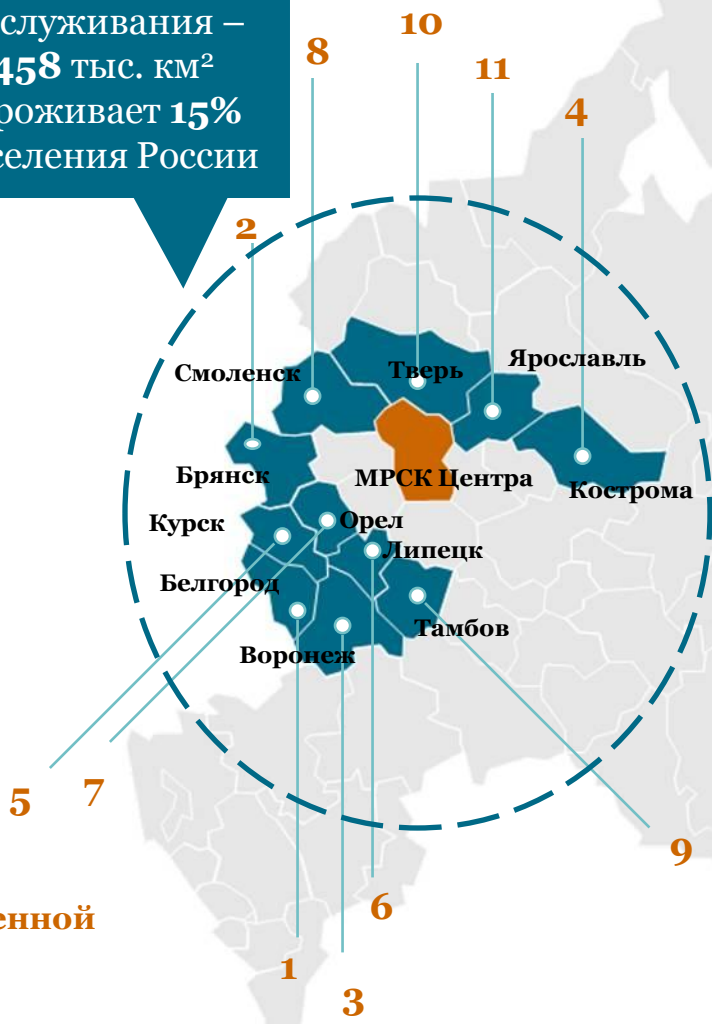 служивания –
458 тыс. км²
роживает 15%
селения России
10
8
11
4
2
Ярославль
Смоленск
Тверь
Брянск
МРСК Центра
Кострома
Курск
Орел
Липецк
Белгород
Тамбов
Воронеж
5
7
9
6
енной
1
3